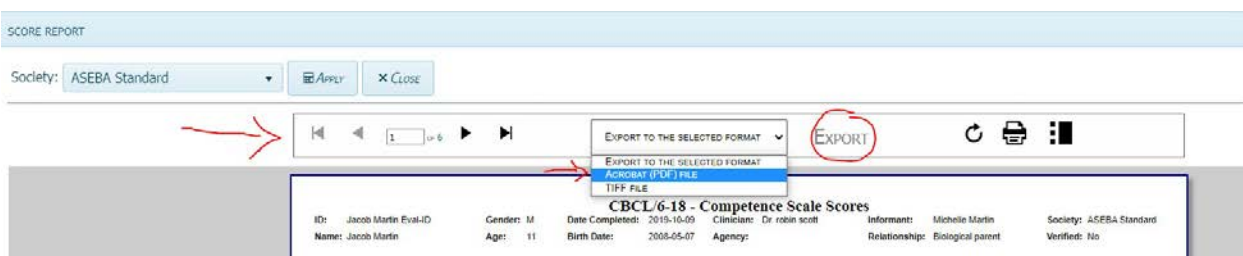 SCORE REPORT
Society: ASEBA Standard APPLY × CLOSE
1 OF 6 EXPORT TO THE SELECTED FORMAT EXPORT
EXPORT TO THE SELECTED FORMAT
ACROBAT (PDF) FILE
TIFF FILE
CBCL/6-18 - Competence Scale Scores
ID: Jacob Martin Eval-ID Gender: M Date Completed: 2019-10-09 Clinician: Dr. robin scott Informant: Michelle Martin Society: ASEBA Standard
Name: Jacob Martin Age: 11 Birth Date: 2008-05-07 Agency: Relationship: Biological parent Verified: No